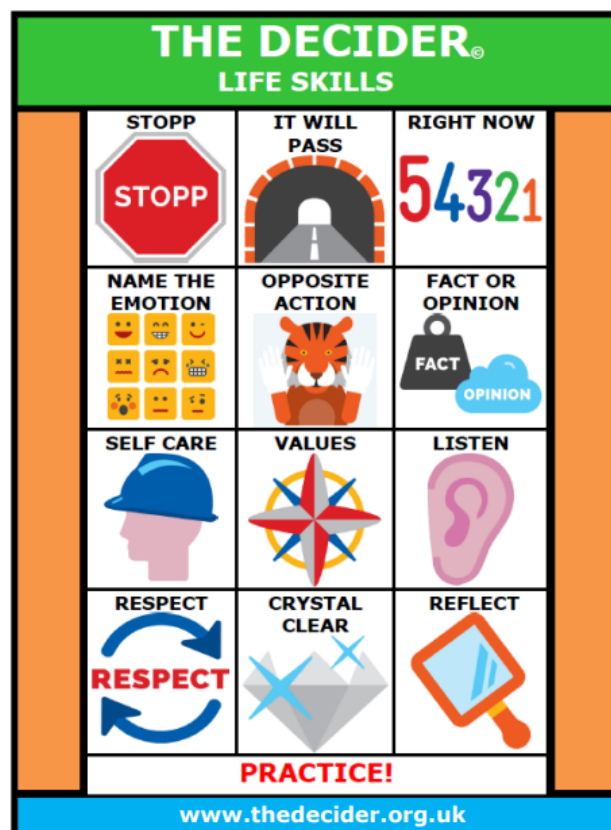 THE DECIDER©
LIFE SKILLS
STOPP
STOPP
IT WILL
PASS
RIGHT NOW
54321
NAME THE
EMOTION
OPPOSITE
ACTION
FACT OR
OPINION
FACT
OPINION
SELF CARE
VALUES
LISTEN
RESPECT
RESPECT
CRYSTAL
CLEAR
REFLECT
PRACTICE!
www.thedecider.org.uk